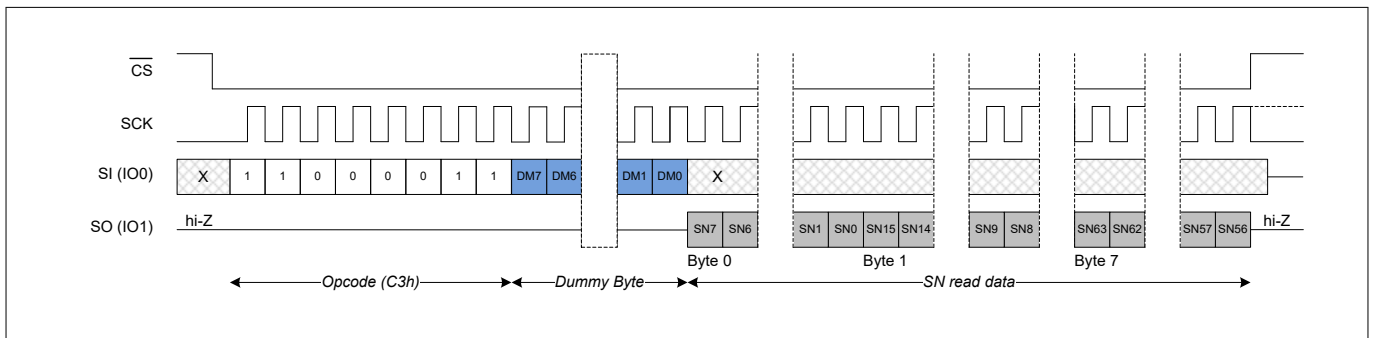 CS
SCK
SI (IO0) X 1 1 0 0 0 0 1 1 DM7 DM6 DM1 DM0 X
SO (IO1) hi-Z SN7 SN6 SN1 SN0 SN15 SN14 SN9 SN8 SN63 SN62 SN57 SN56 hi-Z
Byte 0 Byte 1 Byte 7
Opcode (C3h) Dummy Byte SN read data